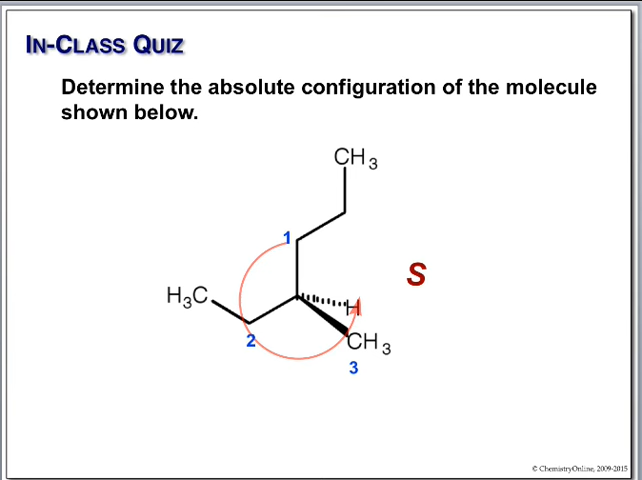 IN-CLASS QUIZ
Determine the absolute configuration of the molecule
shown below.
CH3
1
S
H3C
H
2
CH3
3
© ChemistryOnline, 2009-2015